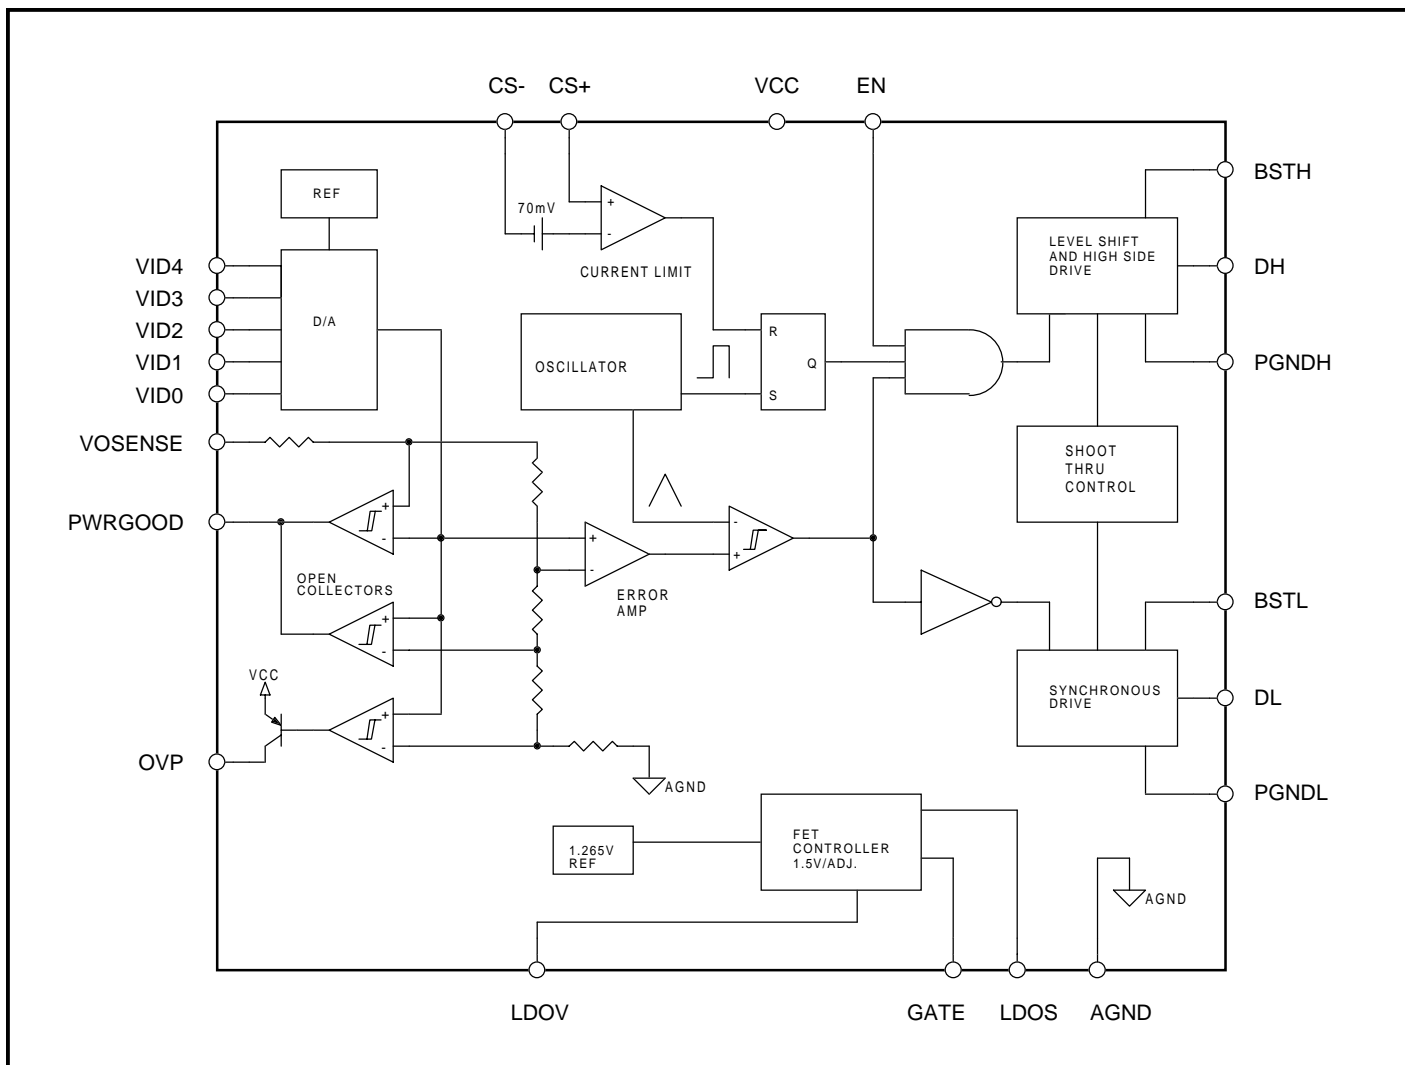 CS- CS+ VCC EN
BSTH
REF
70mV
+
-
LEVEL SHIFT
AND HIGH SIDE
DRIVE
CURRENT LIMIT
VID4
VID3
VID2
VID1
VID0
D/A
DH
OSCILLATOR
R
Q
S
PGNDH
VOSENSE
SHOOT
THRU
CONTROL
PWRGOOD
+
-
+
-
-
+
OPEN
COLLECTORS
ERROR
AMP
+
-
BSTL
VCC
SYNCHRONOUS
DRIVE
DL
+
-
OVP
AGND
PGNDL
1.265V
REF
FET
CONTROLLER
1.5V/ADJ.
AGND
LDOV GATE LDOS AGND